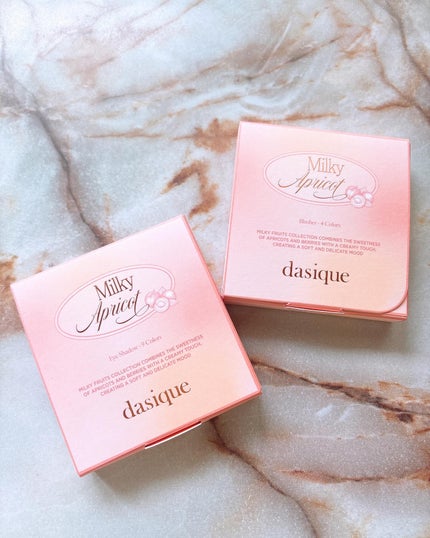 Milky
Apricot
Eye Shadow - 9 Colors
MILKY FRUITS COLLECTION COMBINES THE SWEETNESS
OF APRICOTS AND BERRIES WITH A CREAMY TOUCH,
CREATING A SOFT AND DELICATE MOOD
dasique
Milky
Apricot
Blusher - 4 Colors
MILKY FRUITS COLLECTION COMBINES THE SWEETNESS
OF APRICOTS AND BERRIES WITH A CREAMY TOUCH,
CREATING A SOFT AND DELICATE MOOD
dasique